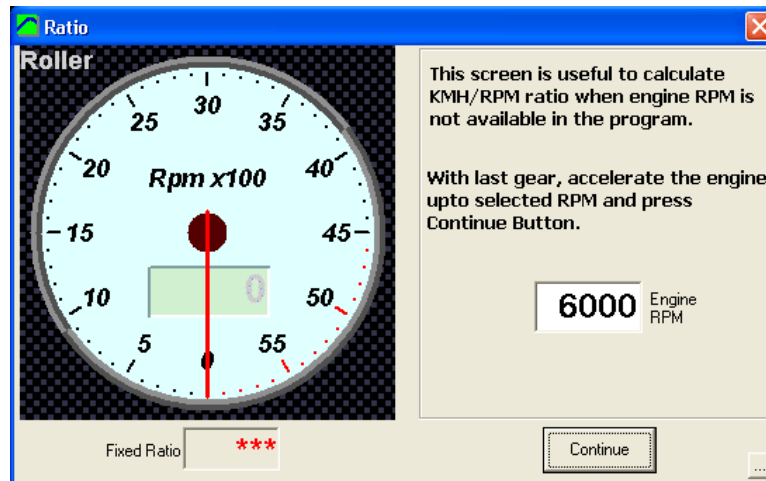 Ratio
Roller
30
25
35
20
40
Rpm x100
15
45
0
10
50
5
55
0
This screen is useful to calculate
KMH/RPM ratio when engine RPM is
not available in the program.
With last gear, accelerate the engine
upto selected RPM and press
Continue Button.
6000
Engine
RPM
Fixed Ratio
***
Continue
...